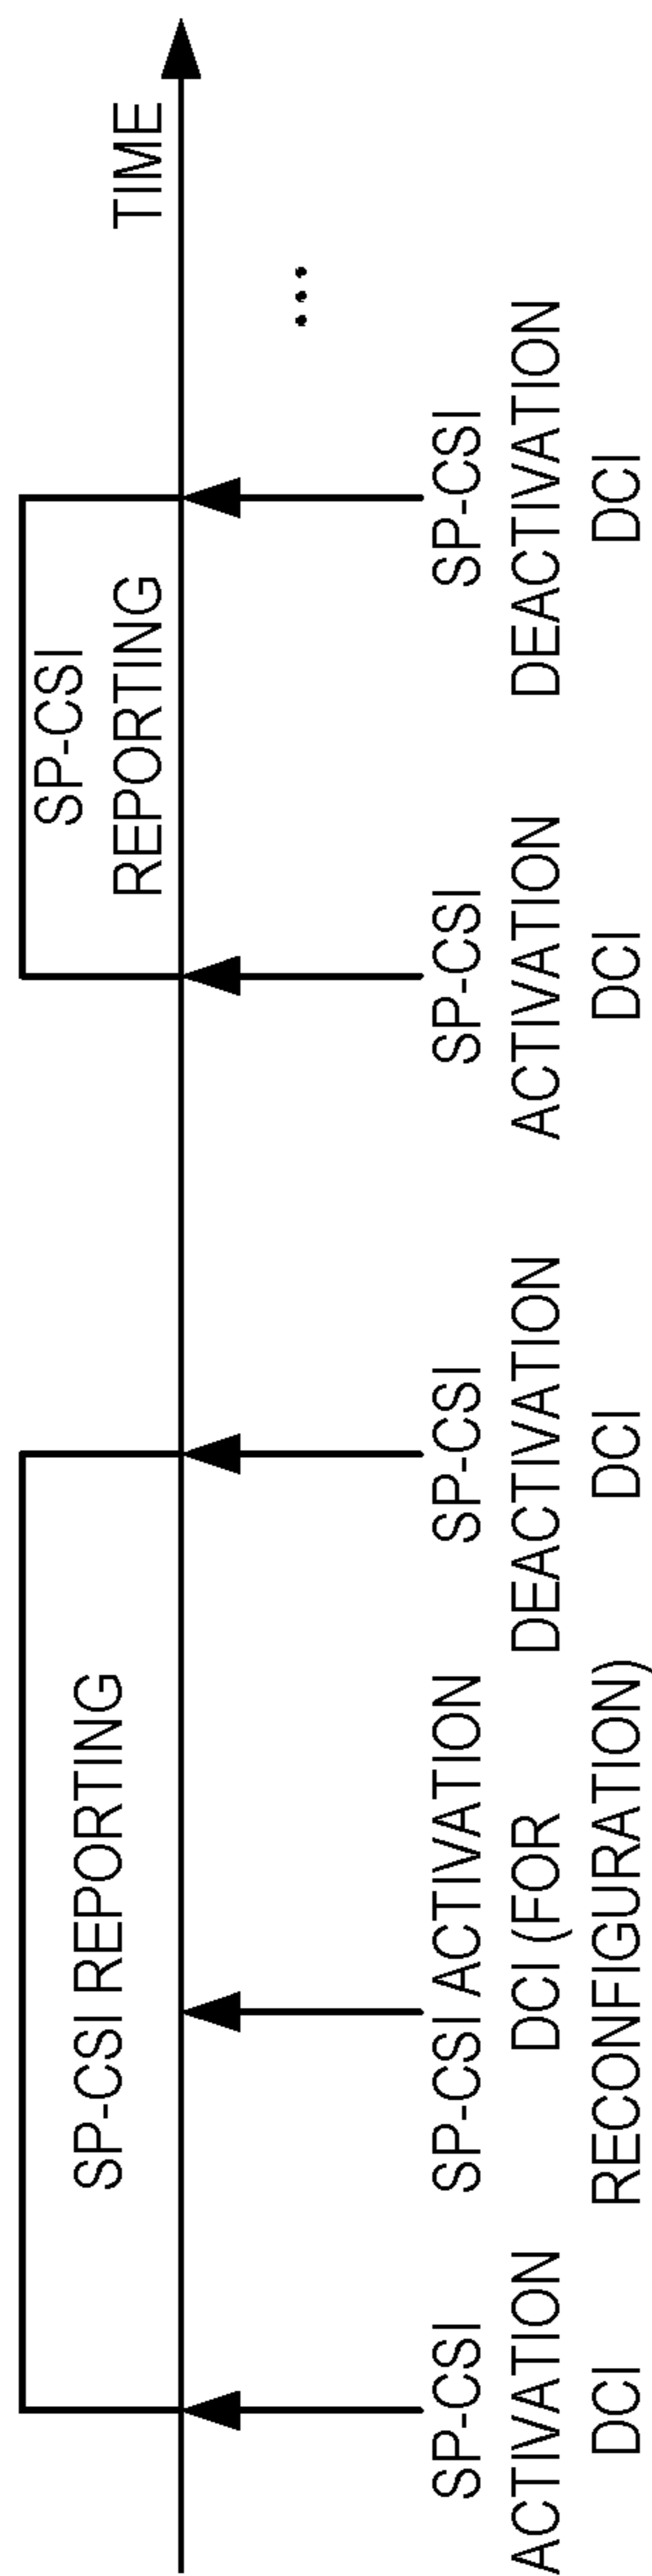 SP-CSI REPORTING
SP-CSI
REPORTING
TIME
SP-CSI
ACTIVATION
DCI
SP-CSI ACTIVATION
DCI (FOR
RECONFIGURATION)
SP-CSI
DEACTIVATION
DCI
SP-CSI
ACTIVATION
DCI
SP-CSI
DEACTIVATION
DCI
...